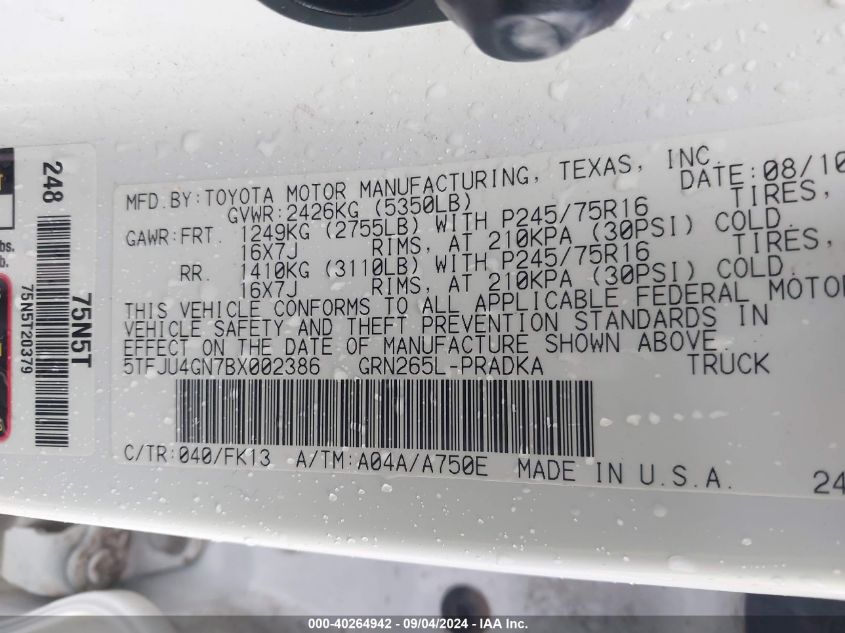 MFD.BY:TOYOTA MOTOR MANUFACTURING, TEXAS, INC. DATE:08/10
GVWR:2426KG (5350LB)
GAWR:FRT. 1249KG (2755LB) WITH P245/75R16 TIRES,
16X7J RIMS, AT 210KPA (30PSI) COLD.
RR. 1410KG (3110LB) WITH P245/75R16 TIRES,
16X7J RIMS, AT 210KPA (30PSI) COLD.
THIS VEHICLE CONFORMS TO ALL APPLICABLE FEDERAL MOTOR
VEHICLE SAFETY AND THEFT PREVENTION STANDARDS IN
EFFECT ON THE DATE OF MANUFACTURE SHOWN ABOVE.
5TFJU4GN7BX002386 GRN265L-PRADKA TRUCK
C/TR:040/FK13 A/TM:A04A/A750E MADE IN U.S.A.
24
248
75N5T
75N5T-20379
lbs.
000-40264942 - 09/04/2024 - IAA Inc.